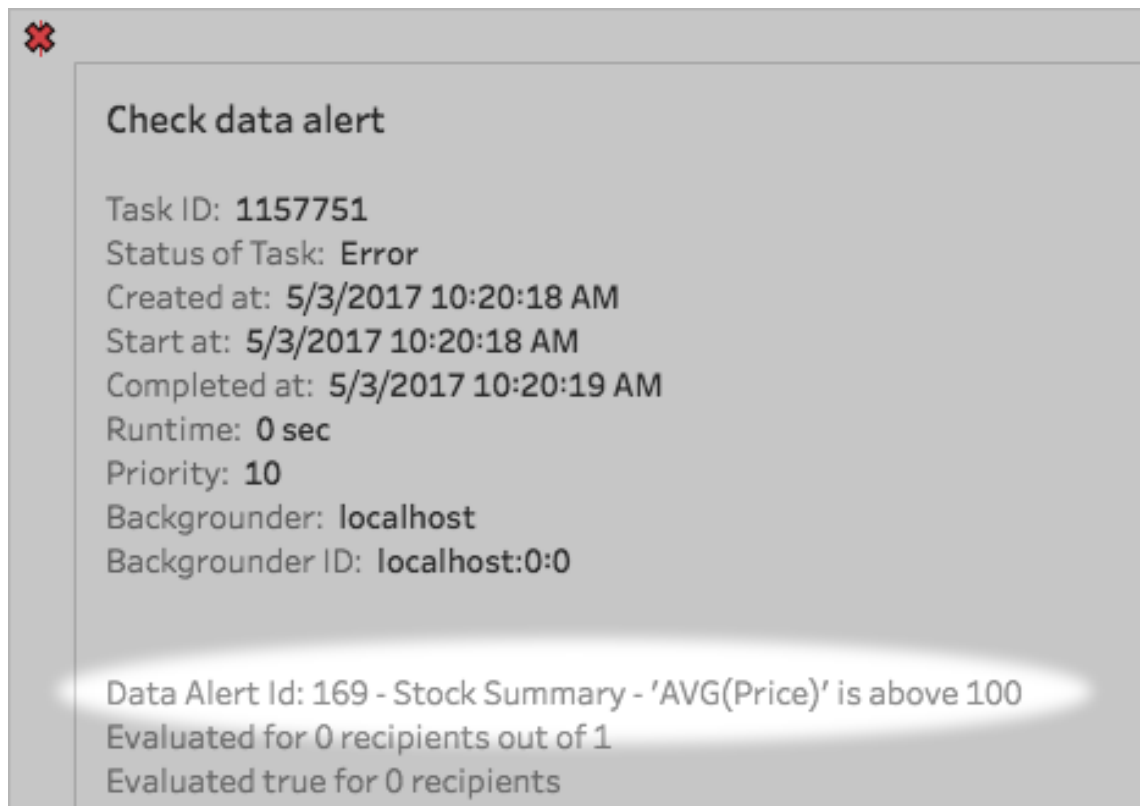 Check data alert
Task ID: 1157751
Status of Task: Error
Created at: 5/3/2017 10:20:18 AM
Start at: 5/3/2017 10:20:18 AM
Completed at: 5/3/2017 10:20:19 AM
Runtime: 0 sec
Priority: 10
Backgrounder: localhost
Backgrounder ID: localhost:0:0
Data Alert Id: 169 - Stock Summary - 'AVG(Price)' is above 100
Evaluated for 0 recipients out of 1
Evaluated true for 0 recipients